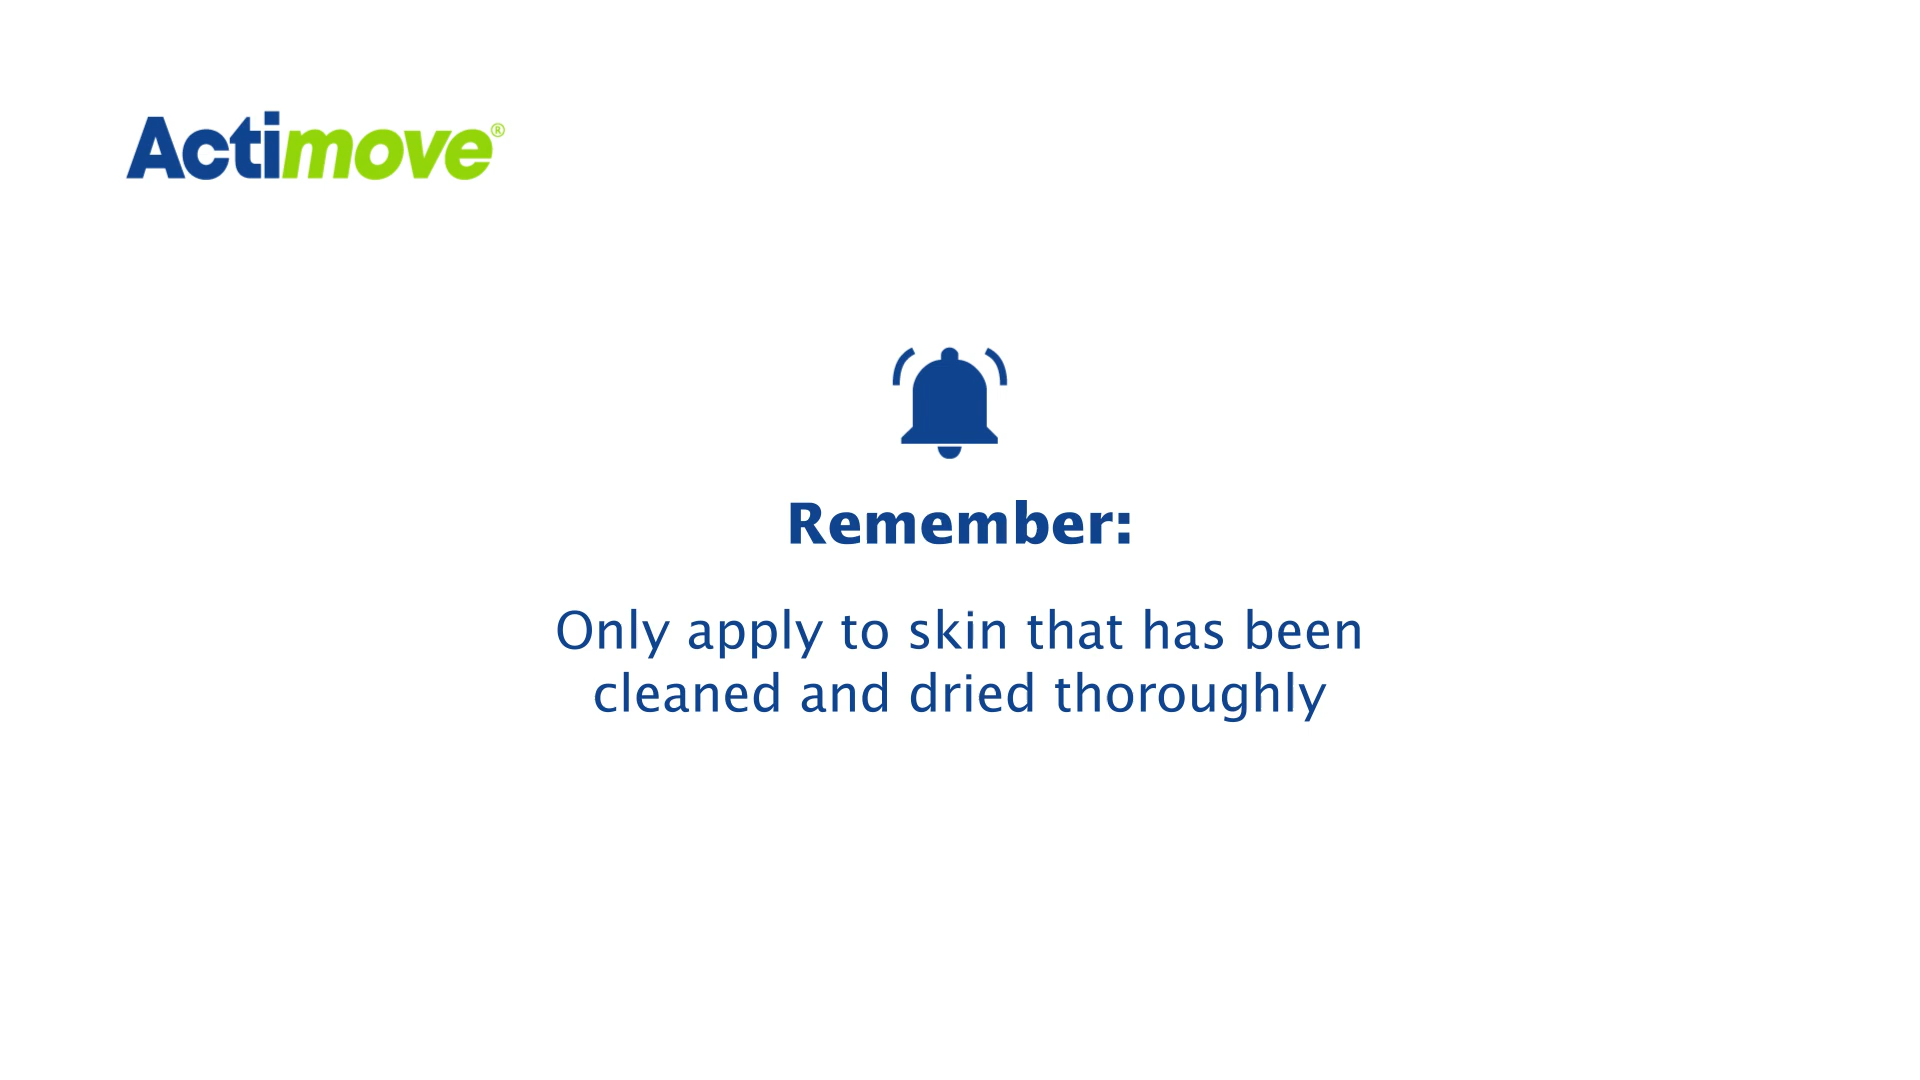 Actimove®
Remember:
Only apply to skin that has been
cleaned and dried thoroughly